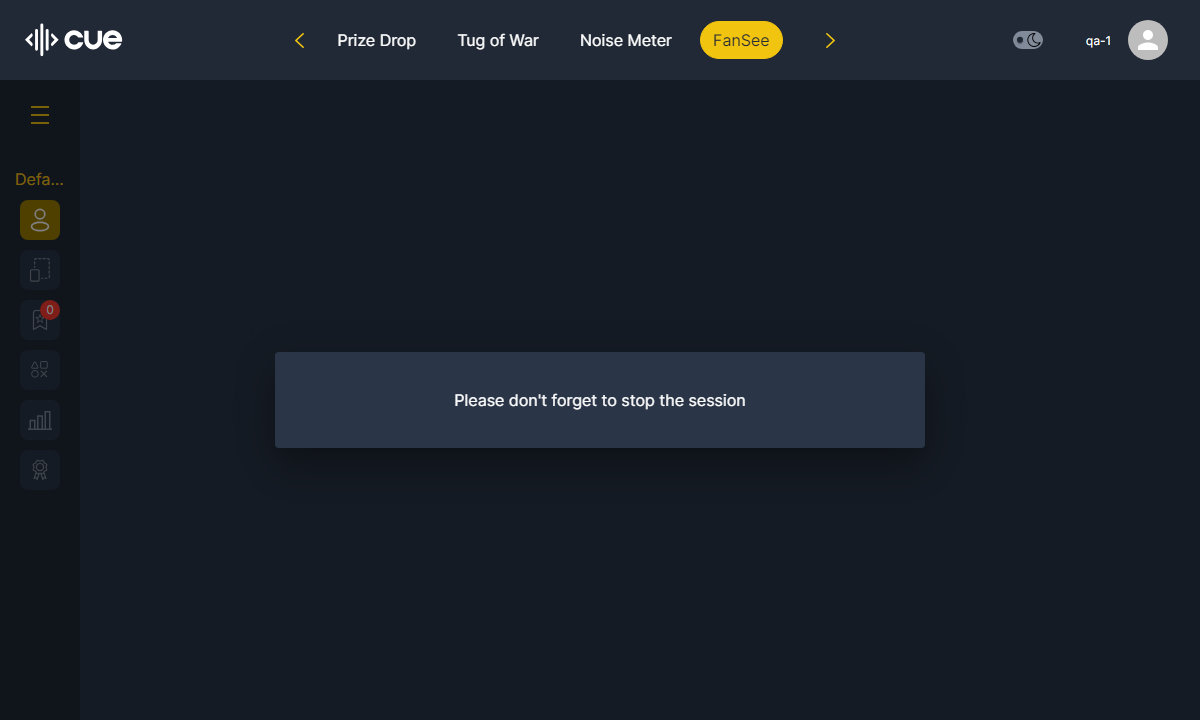 cue
Prize Drop
Tug of War
Noise Meter
FanSee
qa-1
Defa...
0
Please don't forget to stop the session